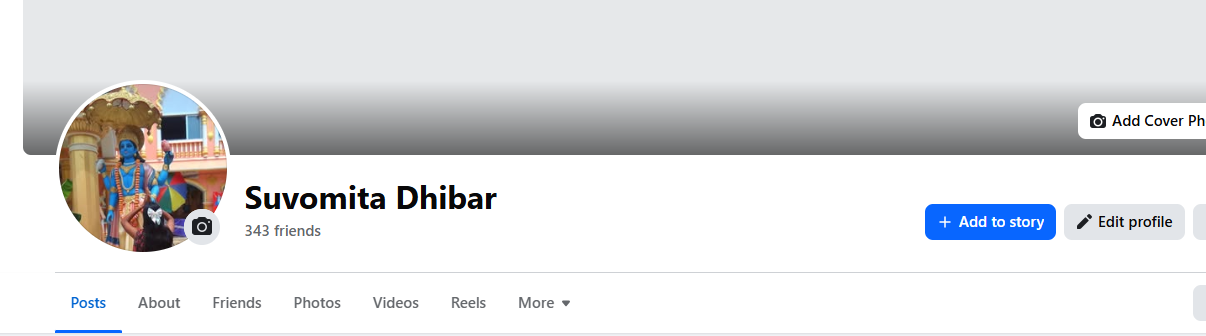 Add Cover Ph
Suvomita Dhibar
343 friends
+ Add to story
Edit profile
Posts
About
Friends
Photos
Videos
Reels
More